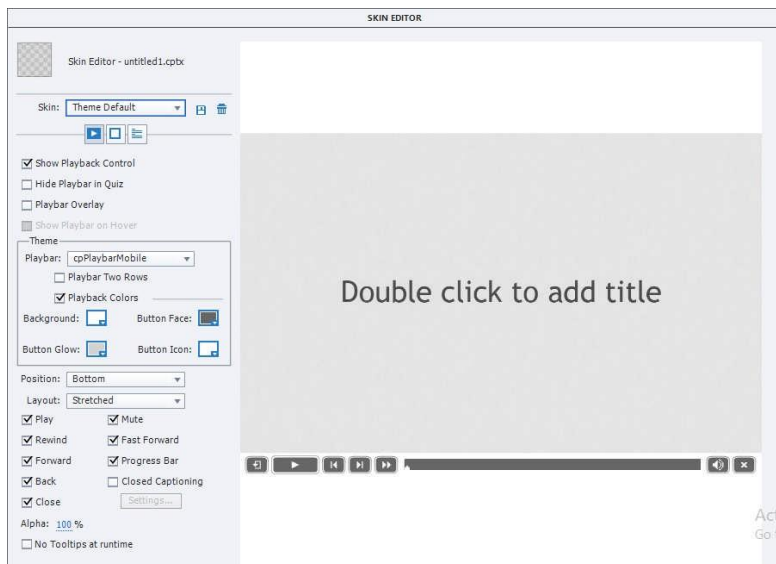 SKIN EDITOR
Skin Editor - untitled1.cptx
Skin: Theme Default
Show Playback Control
Hide Playbar in Quiz
Playbar Overlay
Show Playbar on Hover
Theme
Playbar: cpPlaybarMobile
Playbar Two Rows
Playback Colors
Background: Button Face:
Button Glow: Button Icon:
Position: Bottom
Layout: Stretched
Play Mute
Rewind Fast Forward
Forward Progress Bar
Back Closed Captioning
Close Settings...
Alpha: 100 %
No Tooltips at runtime
Double click to add title
Act
Go